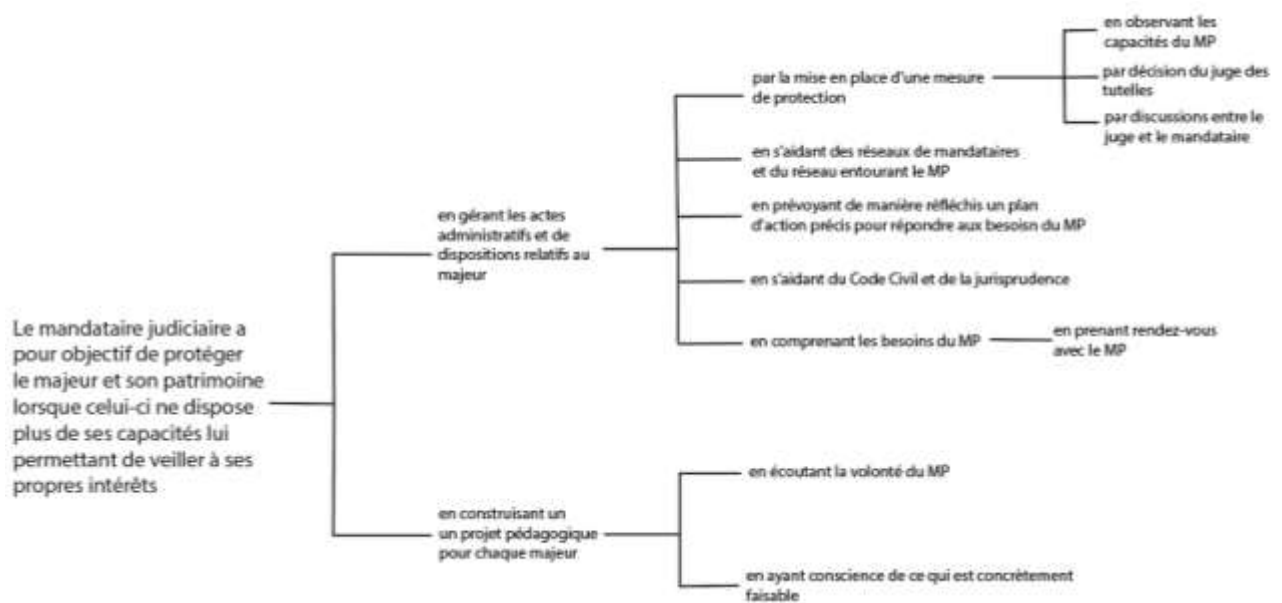 Le mandataire judiciaire a
pour objectif de protéger
le majeur et son patrimoine
lorsque celui-ci ne dispose
plus de ses capacités lui
permettant de veiller à ses
propres intérêts
en gérant les actes
administratifs et de
dispositions relatifs au
majeur
par la mise en place d'une mesure
de protection
en observant les
capacités du MP
par décision du juge des
tutelles
par discussions entre le
juge et le mandataire
en s'aidant des réseaux de mandataires
et du réseau entourant le MP
en prévoyant de manière réfléchis un plan
d'action précis pour répondre aux besoisn du MP
en s'aidant du Code Civil et de la jurisprudence
en comprenant les besoins du MP
en prenant rendez-vous
avec le MP
en construisant un
un projet pédagogique
pour chaque majeur
en écoutant la volonté du MP
en ayant conscience de ce qui est concrètement
faisable